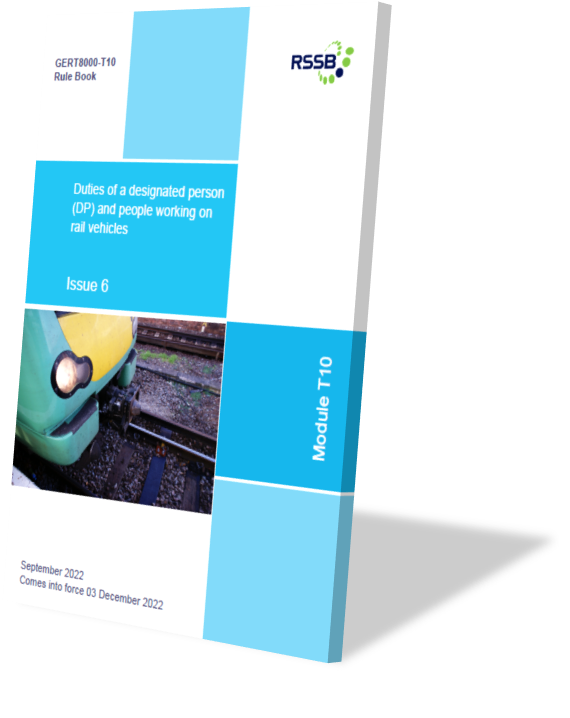 GERT8000-T10
Rule Book
RSSB
Duties of a designated person
(DP) and people working on
rail vehicles
Issue 6
Module T10
September 2022
Comes into force 03 December 2022